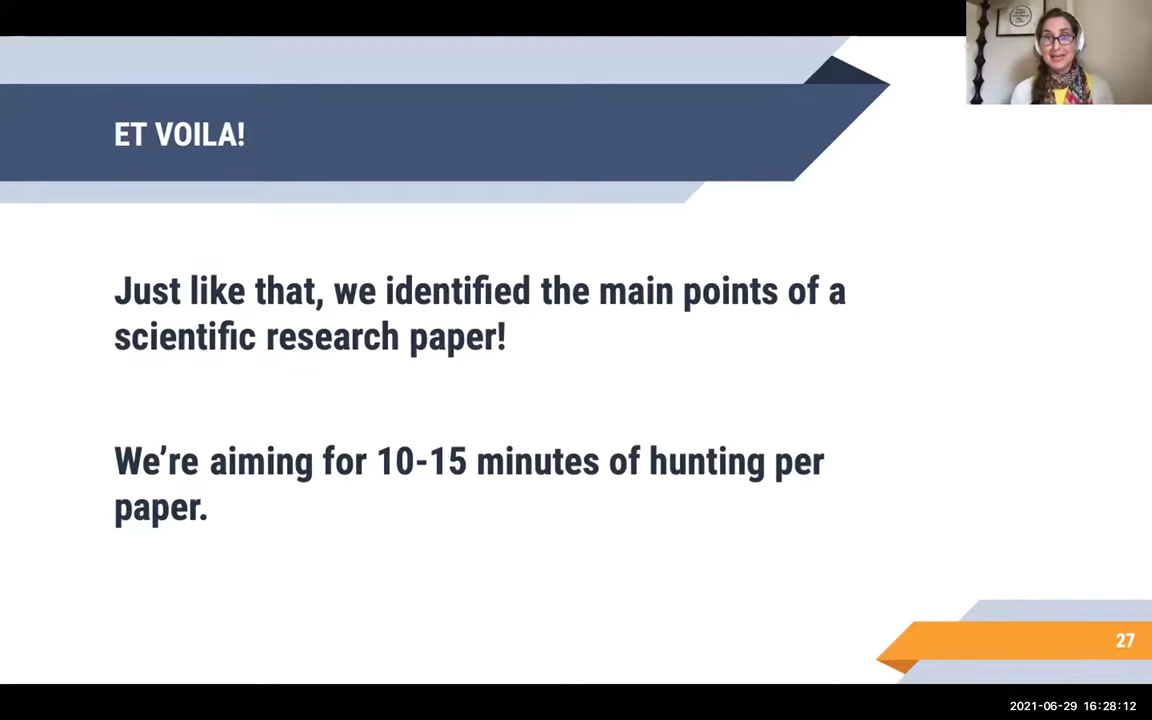 ET VOILA!
Just like that, we identified the main points of a
scientific research paper!
We're aiming for 10-15 minutes of hunting per
paper.
27
2021-06-29 16:28:12